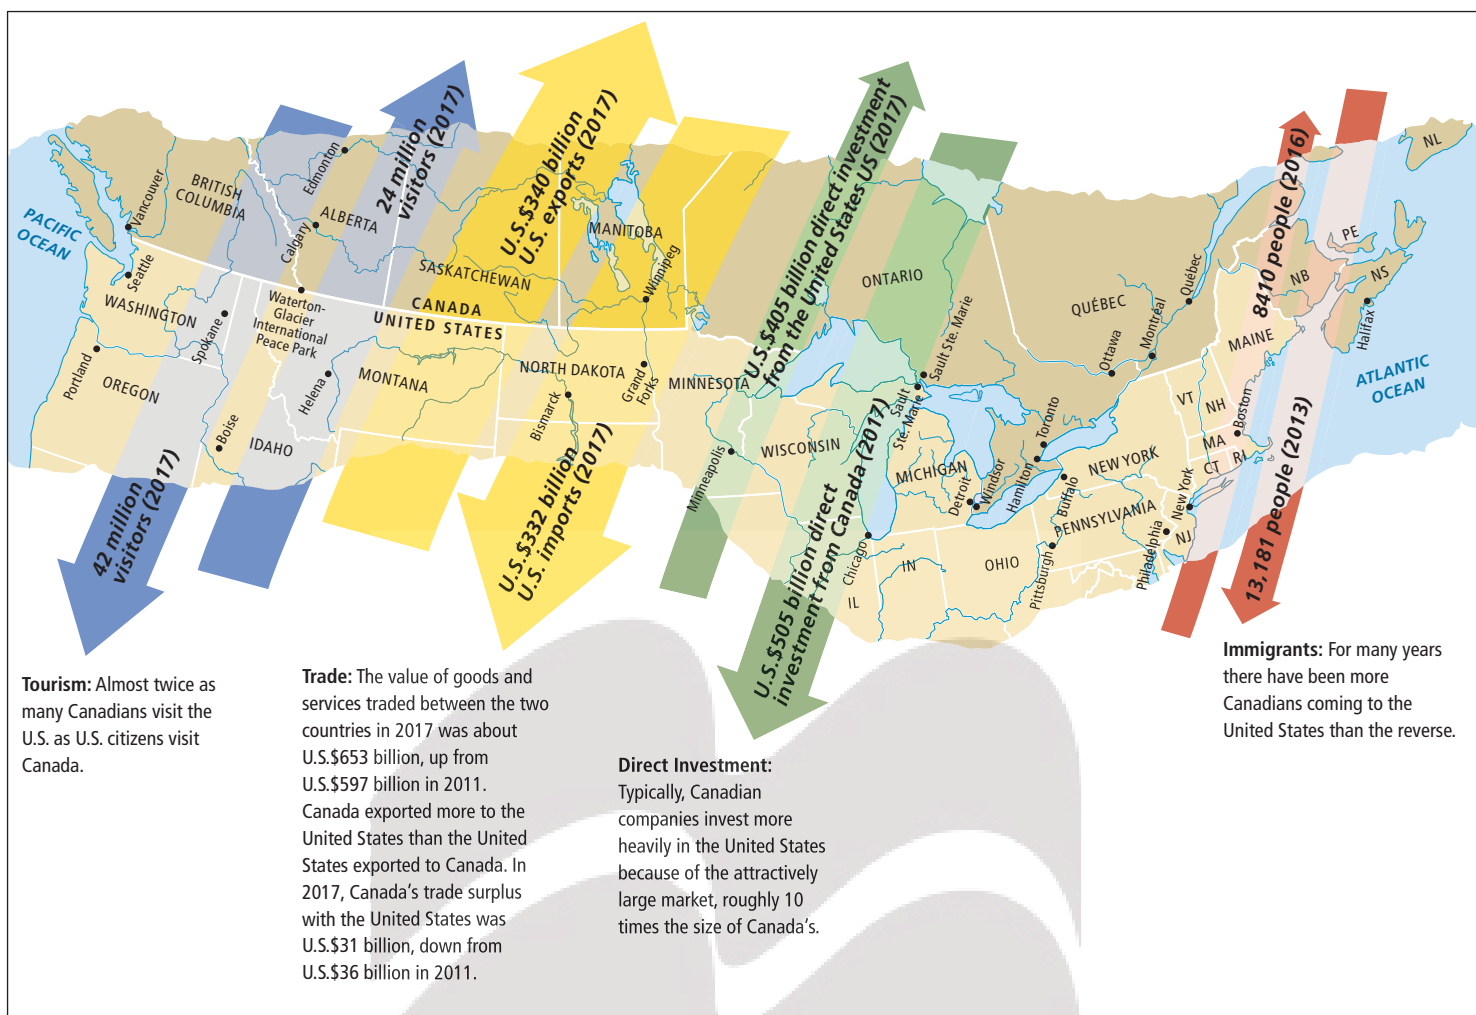 PACIFIC
OCEAN
Vancouver
Seattle
BRITISH
COLUMBIA
Edmonton
Calgary
ALBERTA
24 million
visitors (2017)
SASKATCHEWAN
U.S.$340 billion
U.S. exports (2017)
MANITOBA
Winnipeg
CANADA
UNITED STATES
WASHINGTON
Spokane
Waterton-
Glacier
International
Peace Park
Portland
OREGON
Boise
IDAHO
Helena
MONTANA
NORTH DAKOTA
Bismarck
Grand
Forks
MINNESOTA
Minneapolis
42 million
visitors (2017)
U.S.$332 billion
U.S. imports (2017)
U.S.$405 billion direct investment
from the United States US (2017)
ONTARIO
Sault Ste. Marie
Sault
Ste. Marie
WISCONSIN
MICHIGAN
Detroit
Windsor
Hamilton
Toronto
Buffalo
Chicago
IL
IN
OHIO
Pittsburgh
PENNSYLVANIA
Philadelphia
NJ
New York
NEW YORK
U.S.$505 billion direct
investment from Canada (2017)
QUÉBEC
Québec
Montréal
Ottawa
VT
NH
MA
CT
RI
Boston
MAINE
NB
PE
NS
NL
Halifax
8410 people (2016)
13,181 people (2013)
ATLANTIC
OCEAN
Tourism: Almost twice as
many Canadians visit the
U.S. as U.S. citizens visit
Canada.
Trade: The value of goods and
services traded between the two
countries in 2017 was about
U.S.$653 billion, up from
U.S.$597 billion in 2011.
Canada exported more to the
United States than the United
States exported to Canada. In
2017, Canada's trade surplus
with the United States was
U.S.$31 billion, down from
U.S.$36 billion in 2011.
Direct Investment:
Typically, Canadian
companies invest more
heavily in the United States
because of the attractively
large market, roughly 10
times the size of Canada's.
Immigrants: For many years
there have been more
Canadians coming to the
United States than the reverse.